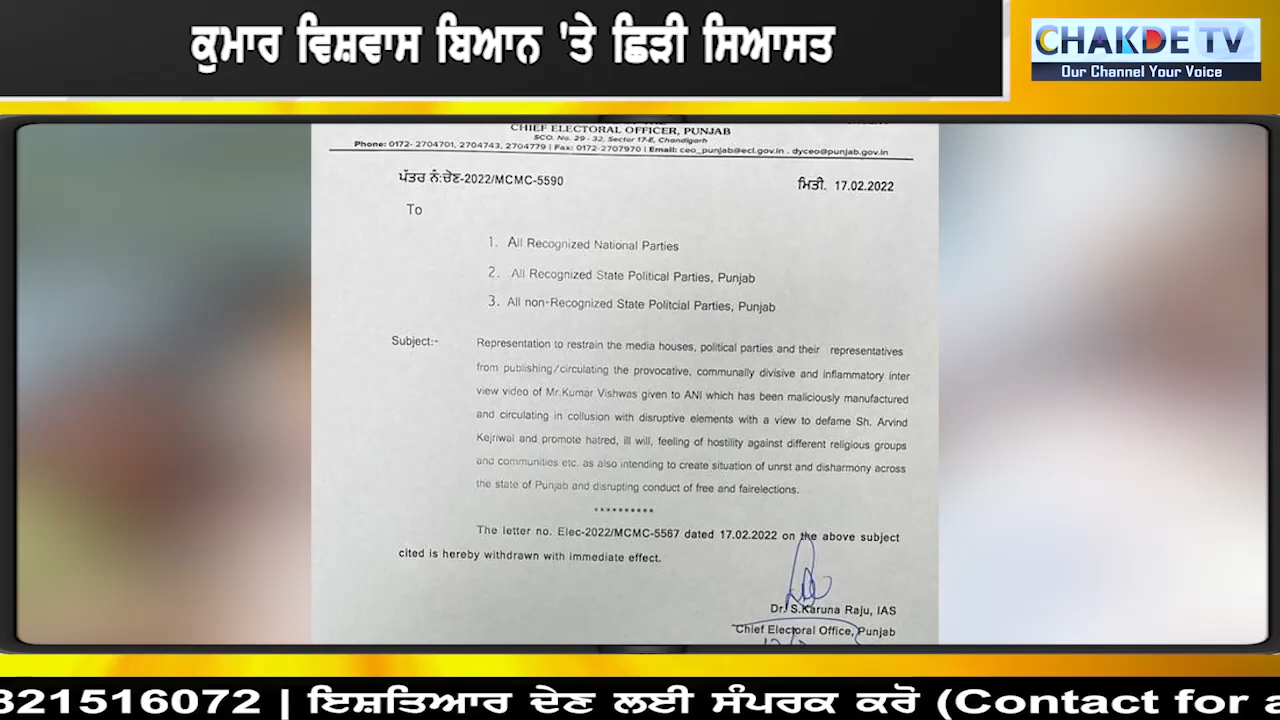 ਕੁਮਾਰ ਵਿਸ਼ਵਾਸ ਬਿਆਨ 'ਤੇ ਛਿੜੀ ਸਿਆਸਤ
CHAKDE TV
Our Channel Your Voice
CHIEF ELECTORAL OFFICER, PUNJAB
SCO. No. 29 - 32, Sector 17-E, Chandigarh
Phone: 0172- 2704701, 2704743, 2704779 | Fax: 0172-2707970 | Email: ceo_punjab@eci.gov.in . dyceo@punjab.gov.in
ਪੱਤਰ ਨੰ:ਚੋਣ-2022/MCMC-5590
ਮਿਤੀ. 17.02.2022
To
1. All Recognized National Parties
2. All Recognized State Political Parties, Punjab
3. All non-Recognized State Politcial Parties, Punjab
Subject:- Representation to restrain the media houses, political parties and their representatives
from publishing/circulating the provocative, communally divisive and inflammatory inter
view video of Mr.Kumar Vishwas given to ANI which has been maliciously manufactured
and circulating in collusion with disruptive elements with a view to defame Sh. Arvind
Kejriwal and promote hatred, ill will, feeling of hostility against different religious groups
and communities etc. as also intending to create situation of unrst and disharmony across
the state of Punjab and disrupting conduct of free and fairelections.
**********
The letter no. Elec-2022/MCMC-5567 dated 17.02.2022 on the above subject
cited is hereby withdrawn with immediate effect.
Dr. S.Karuna Raju, IAS
Chief Electoral Office, Punjab
821516072 | ਇਸ਼ਤਿਆਰ ਦੇਣ ਲਈ ਸੰਪਰਕ ਕਰੋ (Contact for a